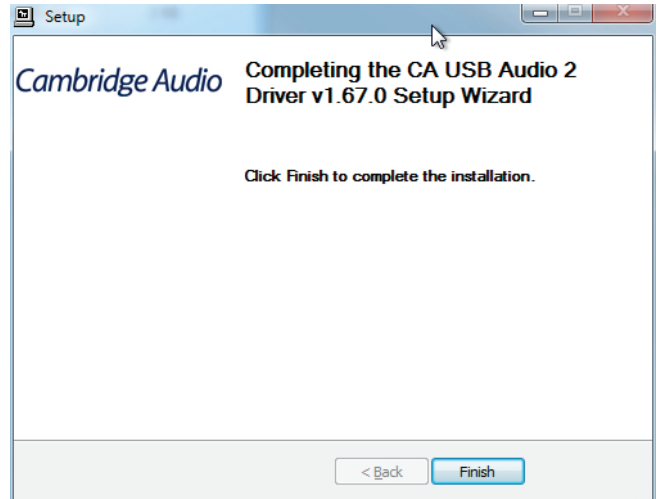 Setup
Cambridge Audio
Completing the CA USB Audio 2
Driver v1.67.0 Setup Wizard
Click Finish to complete the installation.
< Back
Finish